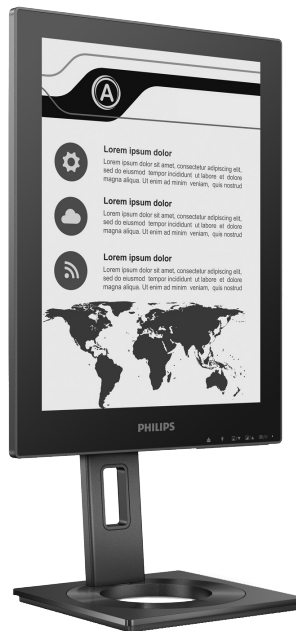 A
Lorem ipsum dolor
Lorem ipsum dolor sit amet, consectetur adipiscing elit,
sed do eiusmod tempor incididunt ut labore et dolore
magna aliqua. Ut enim ad minim veniam, quis nostrud
Lorem ipsum dolor
Lorem ipsum dolor sit amet, consectetur adipiscing elit,
sed do eiusmod tempor incididunt ut labore et dolore
magna aliqua. Ut enim ad minim veniam, quis nostrud
Lorem ipsum dolor
Lorem ipsum dolor sit amet, consectetur adipiscing elit,
sed do eiusmod tempor incididunt ut labore et dolore
magna aliqua. Ut enim ad minim veniam, quis nostrud
PHILIPS